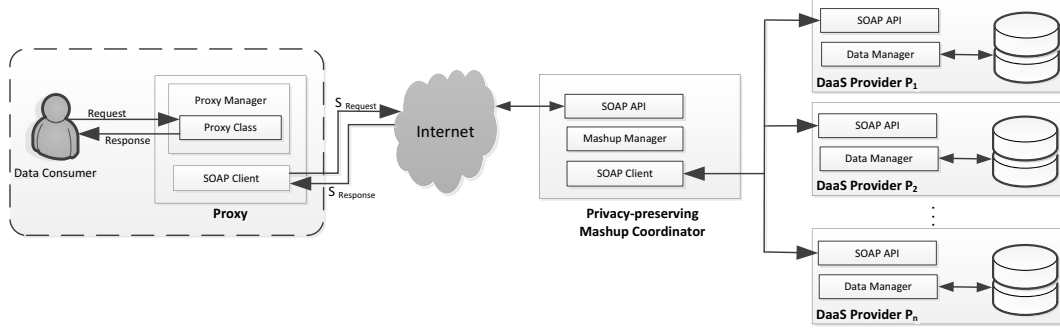 Data Consumer
Request
Response
Proxy Manager
Proxy Class
SOAP Client
Proxy
S Request
S Response
Internet
SOAP API
Mashup Manager
SOAP Client
Privacy-preserving
Mashup Coordinator
SOAP API
Data Manager
DaaS Provider P1
SOAP API
Data Manager
DaaS Provider P2
SOAP API
Data Manager
DaaS Provider Pn